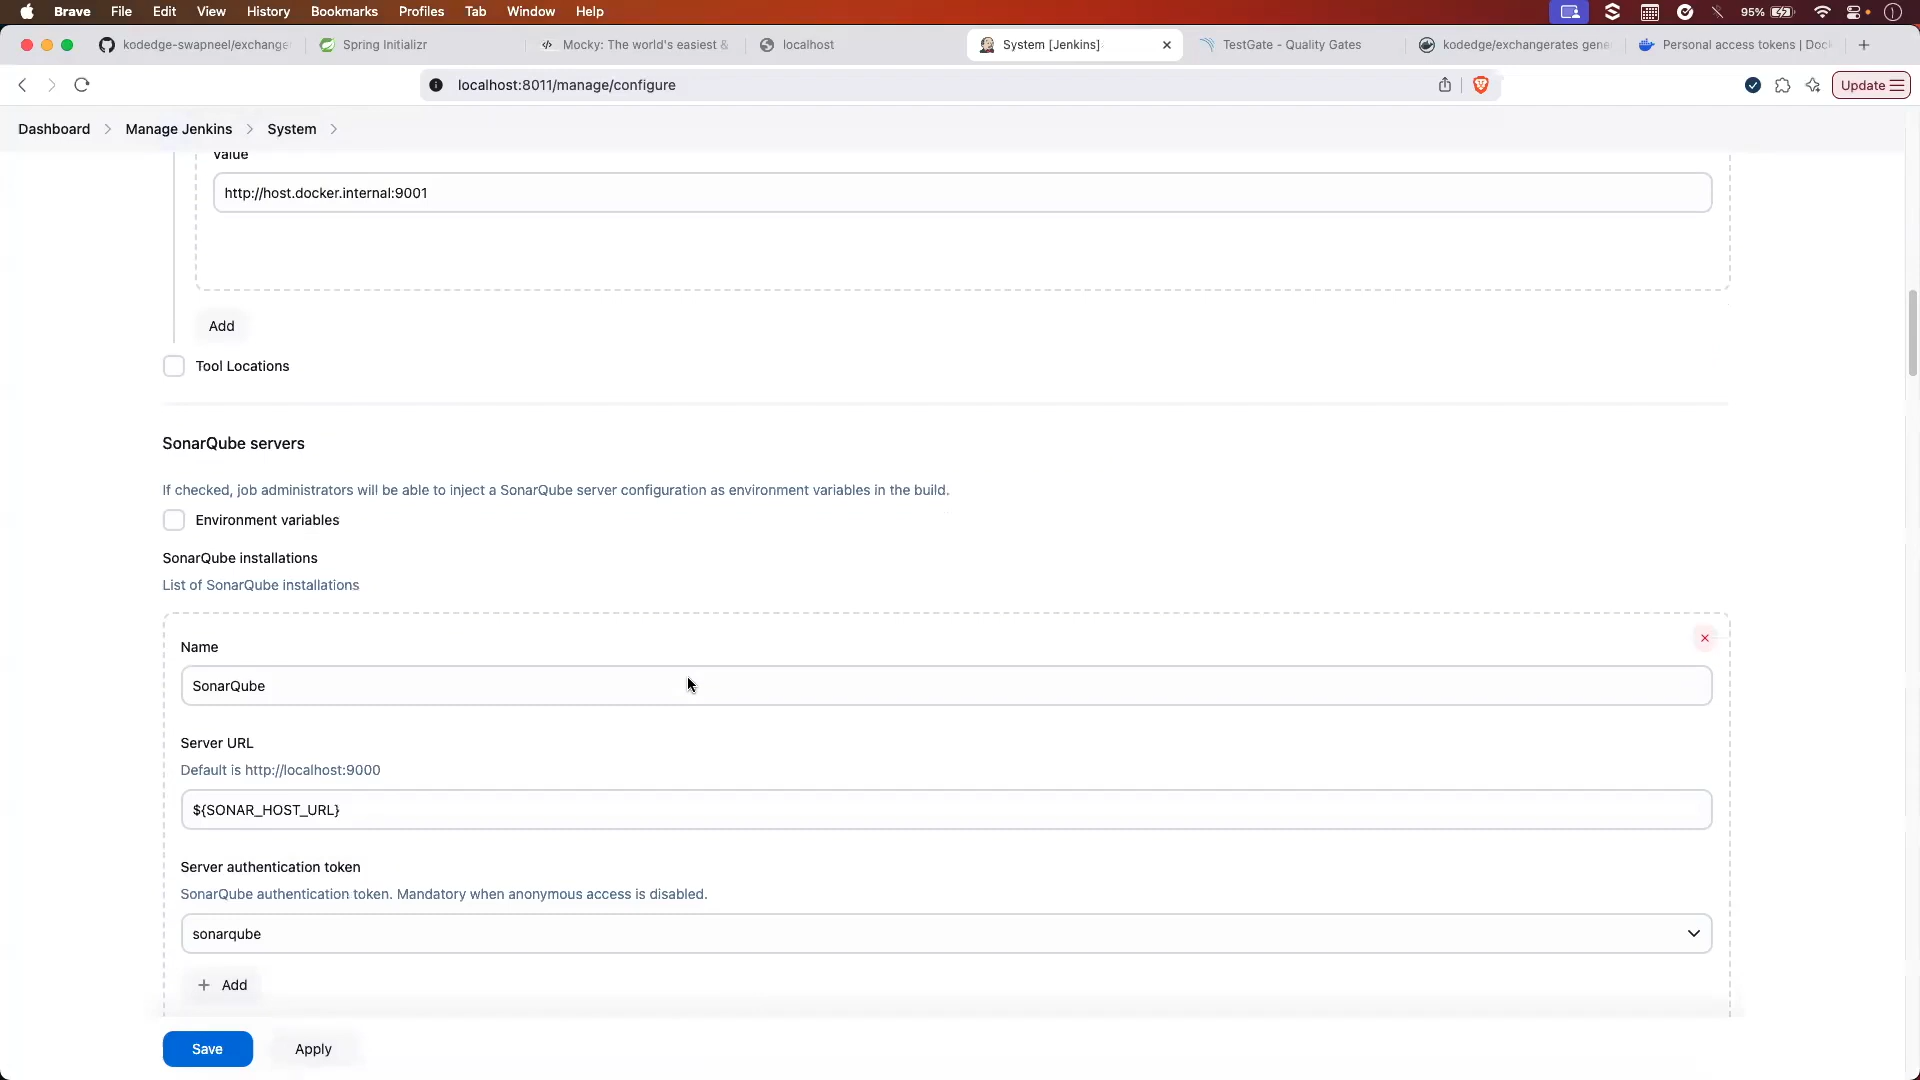 Brave File Edit View History Bookmarks Profiles Tab Window Help 95%
kodedge-swapneel/exchange
Spring Initializr
Mocky: The world's easiest &
localhost
System [Jenkins]
TestGate - Quality Gates
kodedge/exchangerates gene
Personal access tokens | Doc
localhost:8011/manage/configure
Update
Dashboard
Manage Jenkins
System
Value
http://host.docker.internal:9001
Add
Tool Locations
SonarQube servers
If checked, job administrators will be able to inject a SonarQube server configuration as environment variables in the build.
Environment variables
SonarQube installations
List of SonarQube installations
Name
SonarQube
Server URL
Default is http://localhost:9000
${SONAR_HOST_URL}
Server authentication token
SonarQube authentication token. Mandatory when anonymous access is disabled.
sonarqube
Add
Save Apply